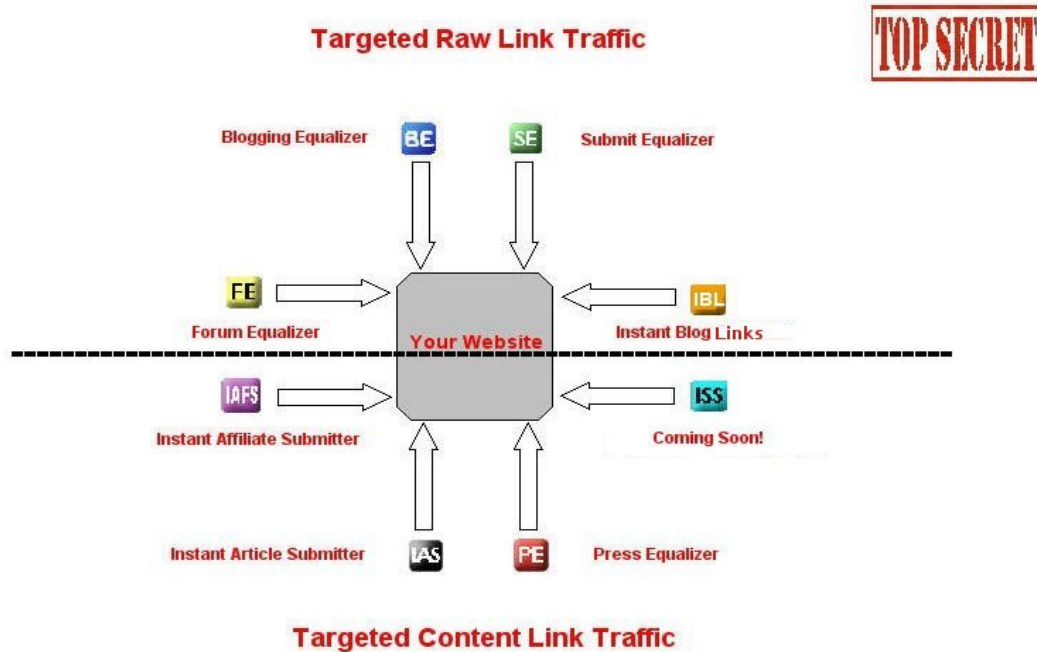 Targeted Raw Link Traffic
TOP SECRET
Blogging Equalizer
BE
SE
Submit Equalizer
FE
IBL
Forum Equalizer
Instant Blog Links
Your Website
IAFS
ISS
Instant Affiliate Submitter
Coming Soon!
Instant Article Submitter
IAS
PE
Press Equalizer
Targeted Content Link Traffic